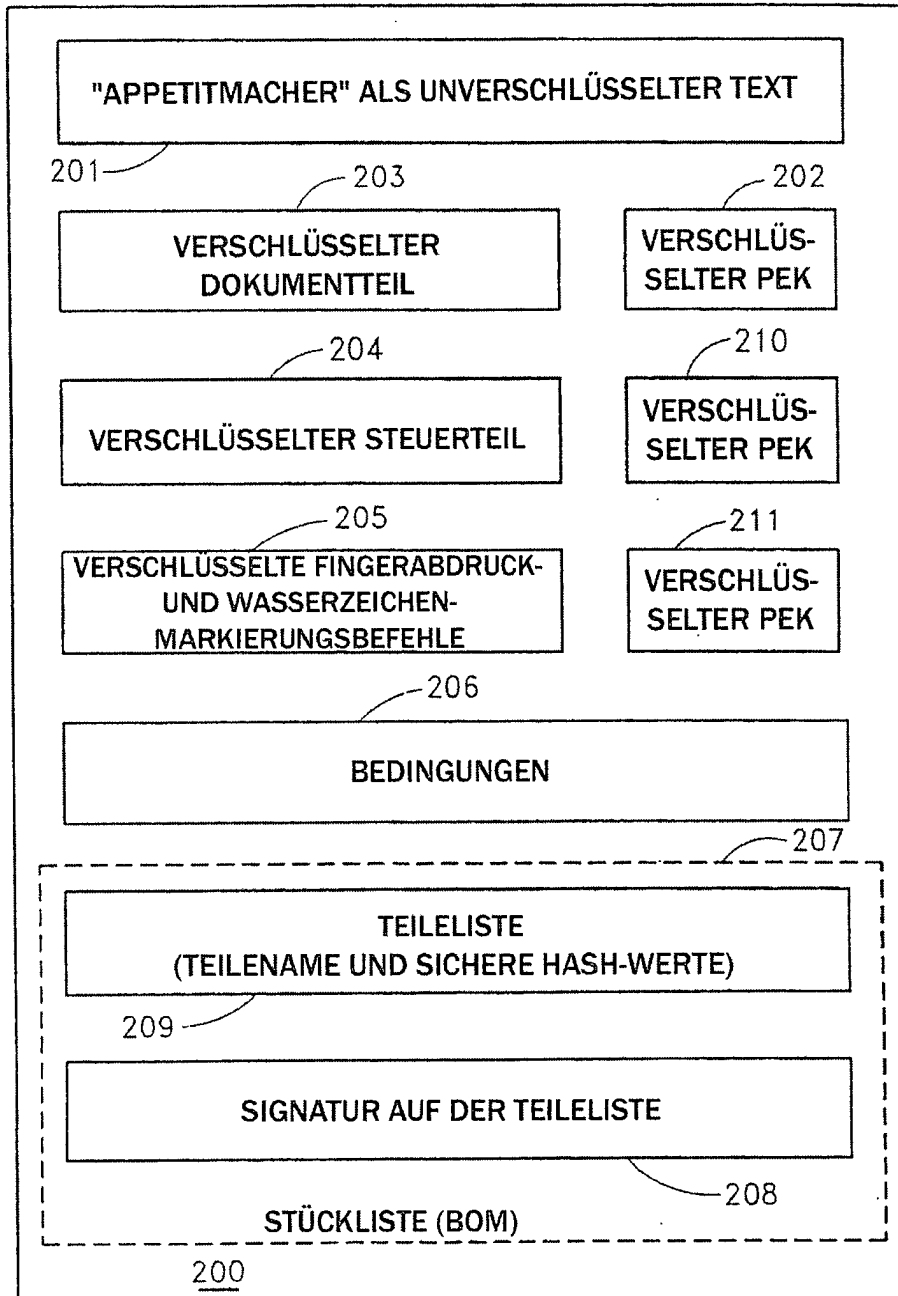 "APPETITMACHER" ALS UNVERSCHLÜSSELTER TEXT
201
203
202
VERSCHLÜSSELTER
DOKUMENTTEIL
VERSCHLÜS-
SELTER PEK
204
210
VERSCHLÜSSELTER STEUERTEIL
VERSCHLÜS-
SELTER PEK
205
211
VERSCHLÜSSELTE FINGERABDRUCK-
UND WASSERZEICHEN-
MARKIERUNGSBEFEHLE
VERSCHLÜS-
SELTER PEK
206
BEDINGUNGEN
207
TEILELISTE
(TEILENAME UND SICHERE HASH-WERTE)
209
SIGNATUR AUF DER TEILELISTE
208
STÜCKLISTE (BOM)
200